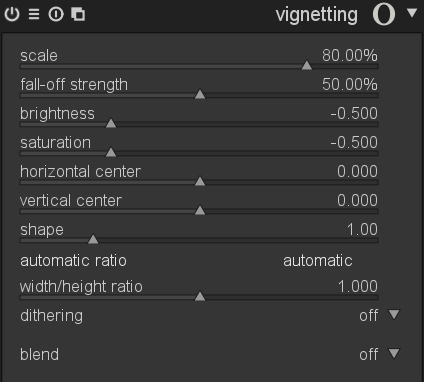 vignetting
scale 80.00%
fall-off strength 50.00%
brightness -0.500
saturation -0.500
horizontal center 0.000
vertical center 0.000
shape 1.00
automatic ratio automatic
width/height ratio 1.000
dithering off
blend off